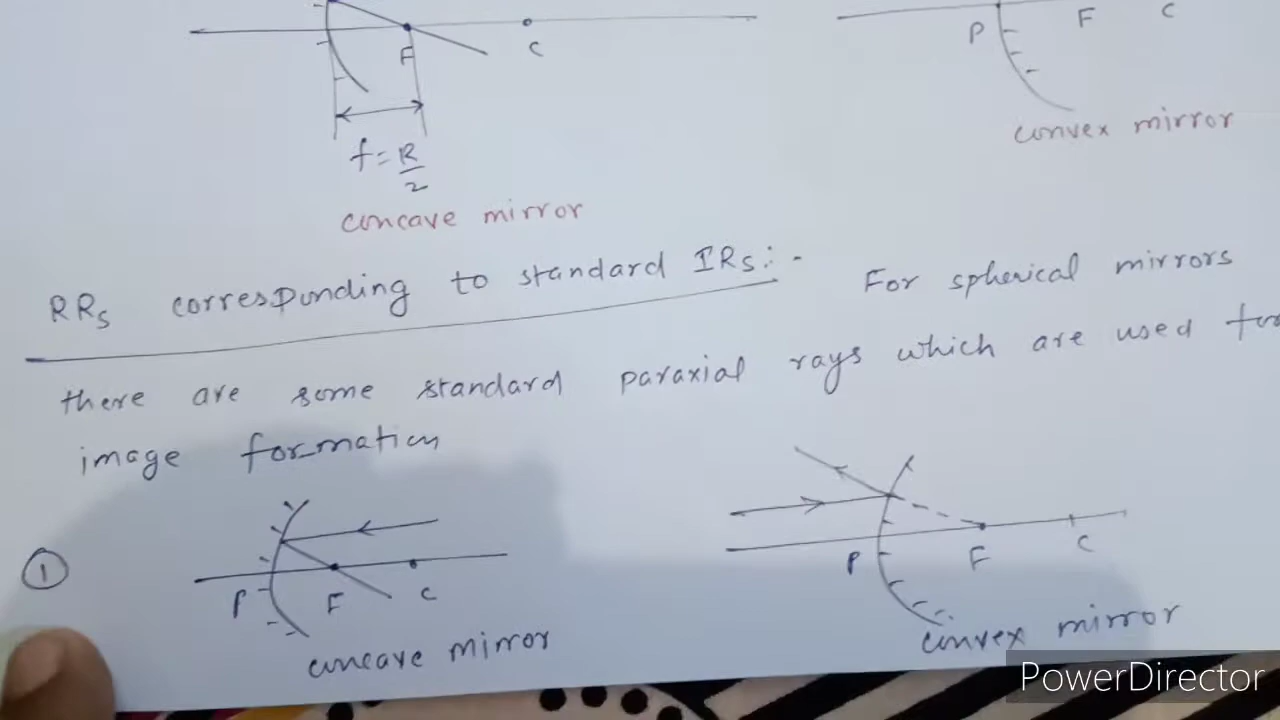 F
C
P
F
C
f = R/2
convex mirror
concave mirror
RRs corresponding to standard IRs:-
For spherical mirrors
there are some standard paraxial rays which are used for
image formation
1
P
F
C
concave mirror
P
F
C
convex mirror
PowerDirector